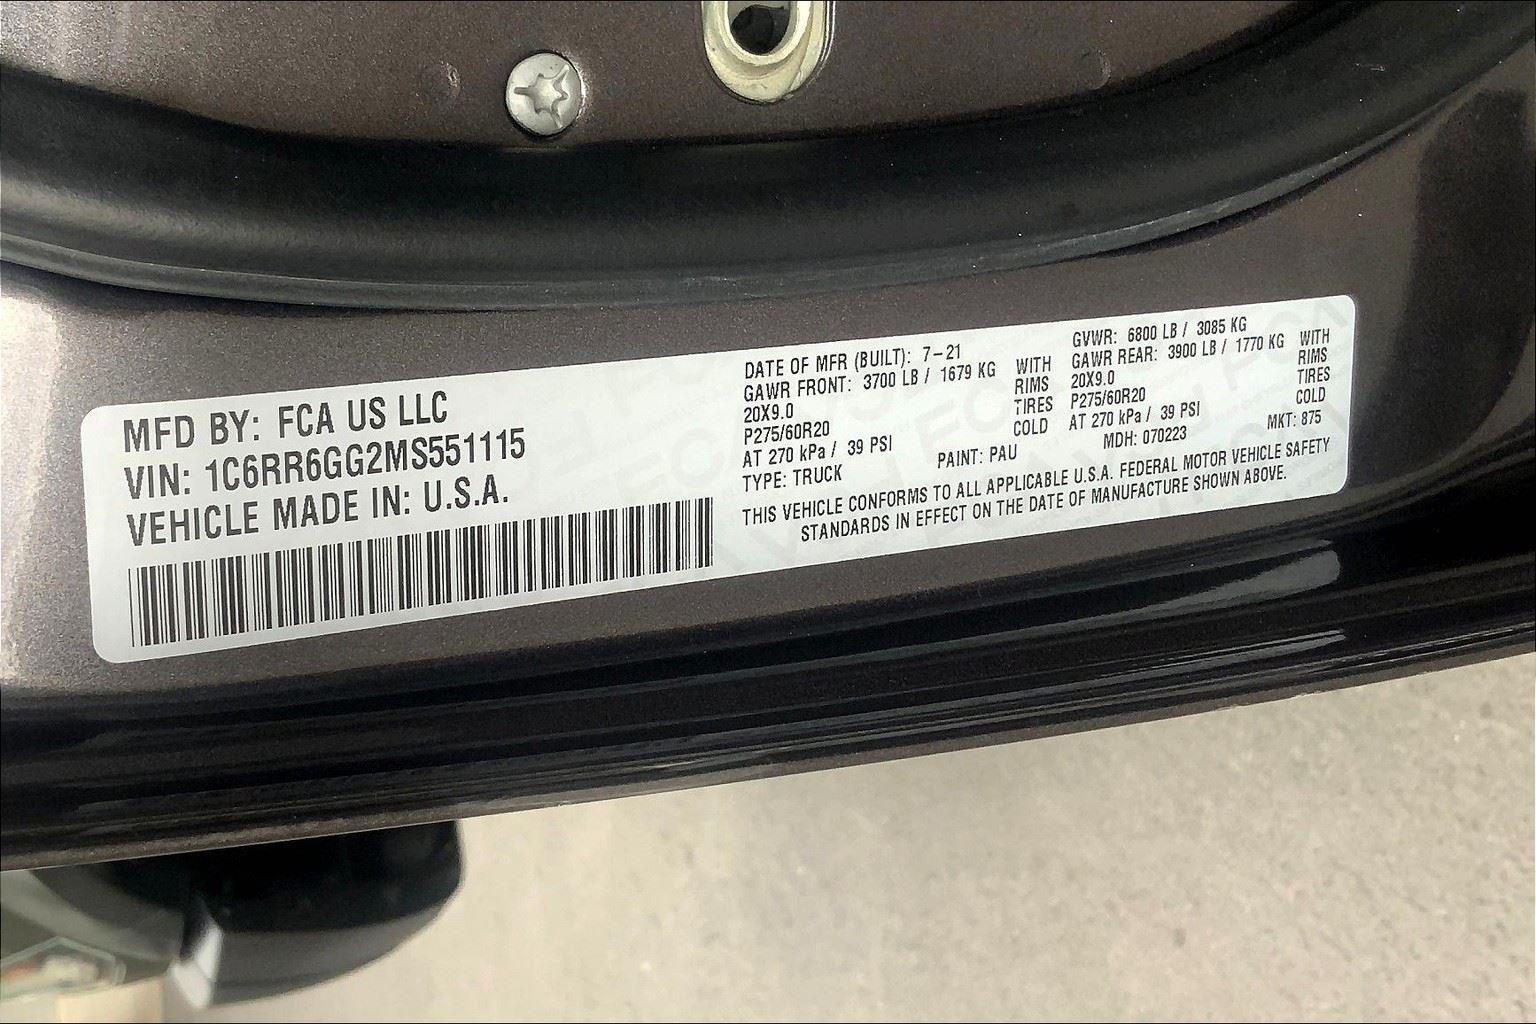 MFD BY: FCA US LLC
VIN: 1C6RR6GG2MS551115
VEHICLE MADE IN: U.S.A.
DATE OF MFR (BUILT): 7-21
GAWR FRONT: 3700 LB / 1679 KG WITH
20X9.0 RIMS
P275/60R20 TIRES
AT 270 kPa / 39 PSI COLD
TYPE: TRUCK
PAINT: PAU
GVWR: 6800 LB / 3085 KG
GAWR REAR: 3900 LB / 1770 KG WITH
20X9.0 RIMS
P275/60R20 TIRES
AT 270 kPa / 39 PSI COLD
MDH: 070223 MKT: 875
THIS VEHICLE CONFORMS TO ALL APPLICABLE U.S.A. FEDERAL MOTOR VEHICLE SAFETY
STANDARDS IN EFFECT ON THE DATE OF MANUFACTURE SHOWN ABOVE.